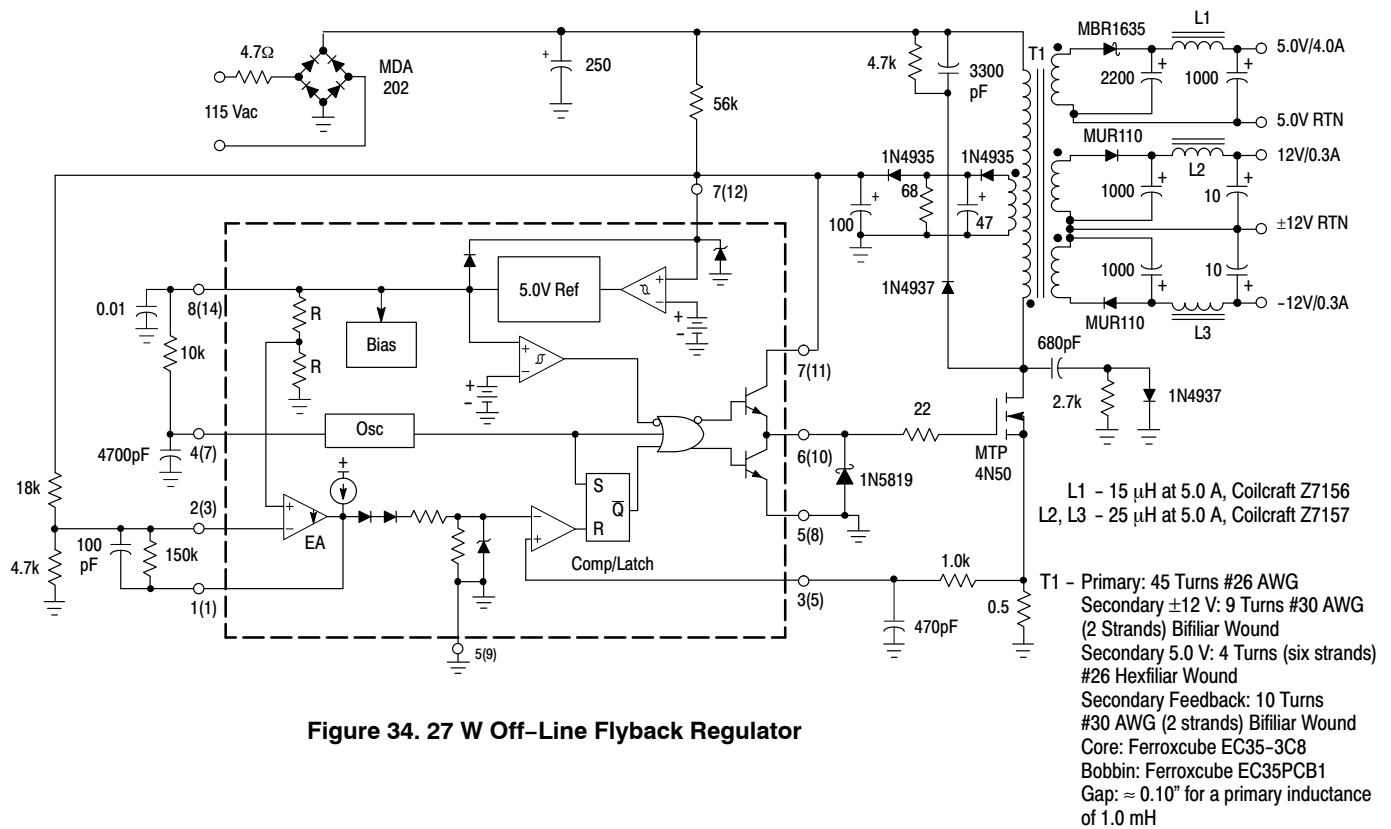 4.7Ω
MDA
202
115 Vac
+
250
56k
4.7k
3300
pF
T1
MBR1635
L1
+
2200
+
1000
5.0V/4.0A
5.0V RTN
MUR110
L2
+
1000
+
10
12V/0.3A
±12V RTN
+
1000
+
10
-12V/0.3A
MUR110
L3
1N4935
1N4935
+
100
68
+
47
7(12)
1N4937
680pF
2.7k
1N4937
0.01
8(14)
R
R
Bias
5.0V Ref
+
-
+
-
+
-
+
-
10k
7(11)
Osc
4(7)
4700pF
22
6(10)
MTP
4N50
1N5819
18k
+
2(3)
+
-
EA
S
Q
R
-
+
Comp/Latch
5(8)
100
pF
150k
4.7k
1(1)
1.0k
3(5)
470pF
0.5
5(9)
L1 - 15 μH at 5.0 A, Coilcraft Z7156
L2, L3 - 25 μH at 5.0 A, Coilcraft Z7157
T1 - Primary: 45 Turns #26 AWG
Secondary ±12 V: 9 Turns #30 AWG
(2 Strands) Bifiliar Wound
Secondary 5.0 V: 4 Turns (six strands)
#26 Hexfiliar Wound
Secondary Feedback: 10 Turns
#30 AWG (2 strands) Bifiliar Wound
Core: Ferroxcube EC35-3C8
Bobbin: Ferroxcube EC35PCB1
Gap: ≈ 0.10" for a primary inductance
of 1.0 mH
Figure 34. 27 W Off-Line Flyback Regulator